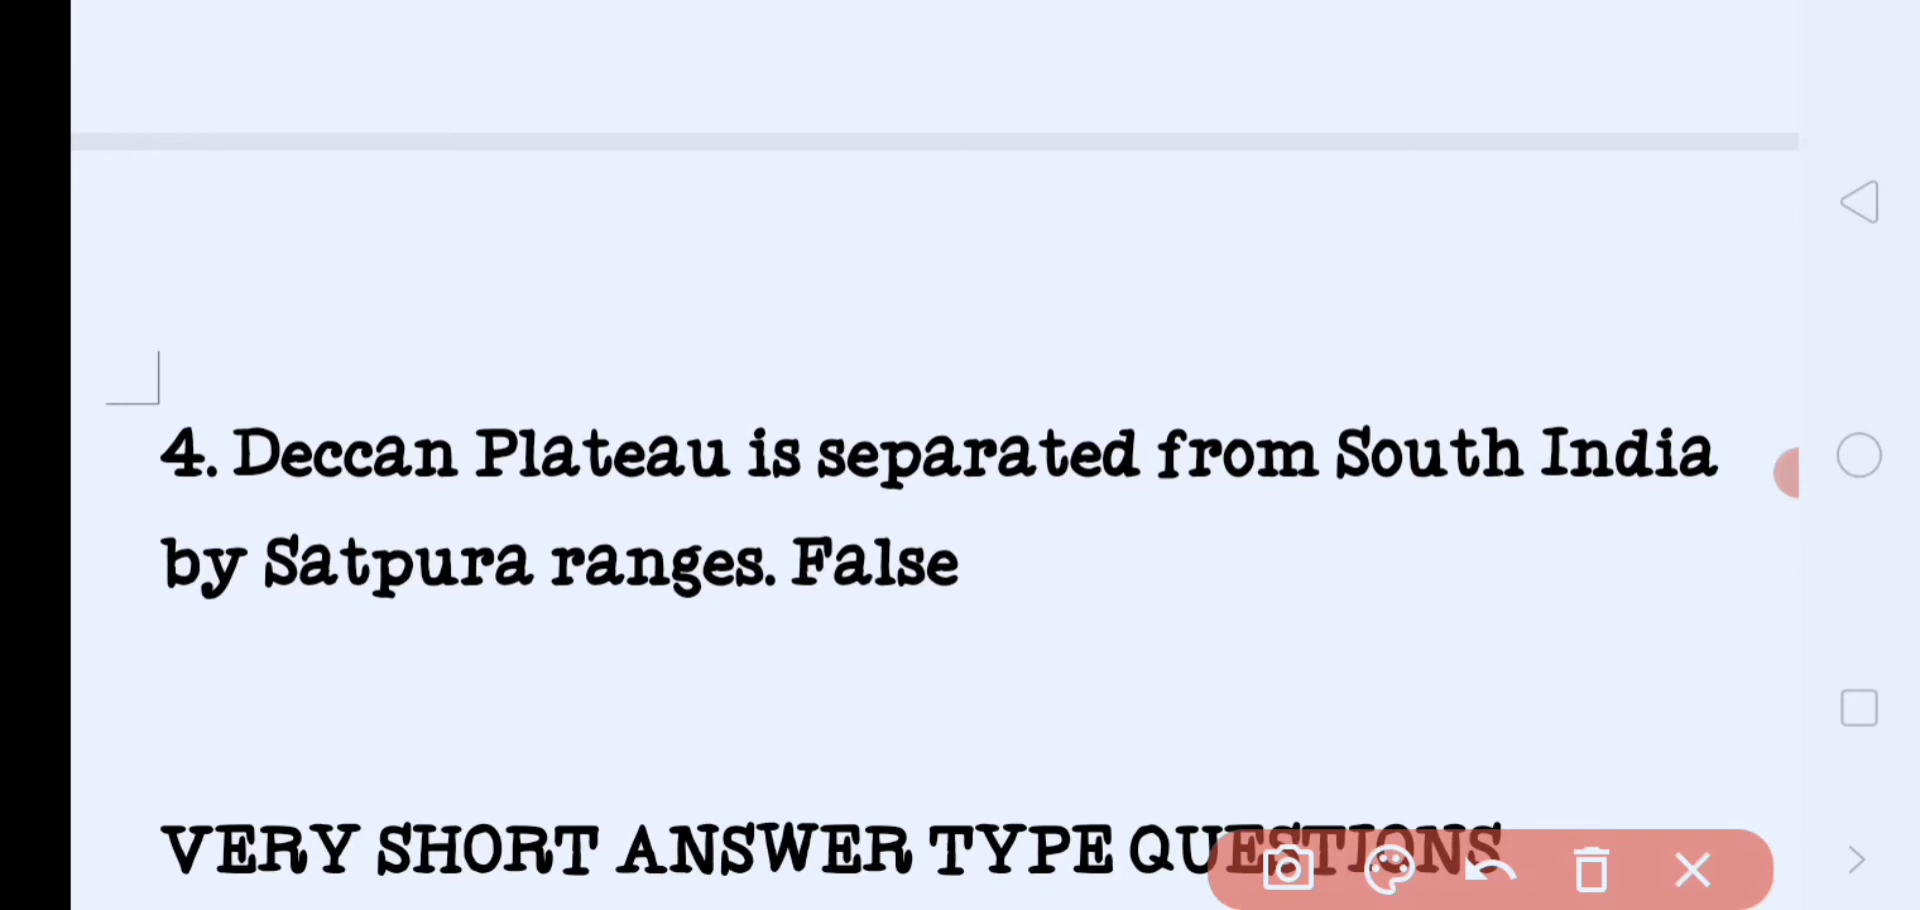 4. Deccan Plateau is separated from South India
by Satpura ranges. False
VERY SHORT ANSWER TYPE QUESTIONS